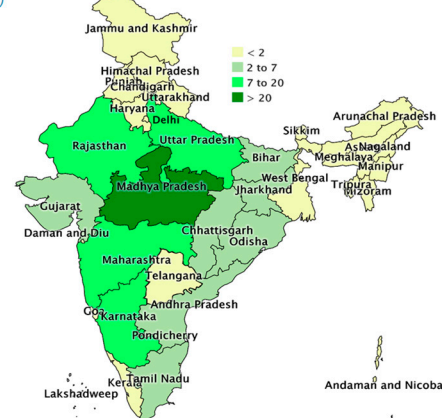 Jammu and Kashmir
< 2
2 to 7
7 to 20
> 20
Himachal Pradesh
Punjab
Chandigarh
Uttarakhand
Haryana
Delhi
Arunachal Pradesh
Sikkim
Rajasthan
Uttar Pradesh
Nagaland
Bihar
Meghalaya
Manipur
West Bengal
Tripura
Madhya Pradesh
Jharkhand
Mizoram
Gujarat
Chhattisgarh
Daman and Diu
Odisha
Maharashtra
Telangana
Andhra Pradesh
Karnataka
Pondicherry
Tamil Nadu
Kerala
Lakshadweep
Andaman and Nicoba